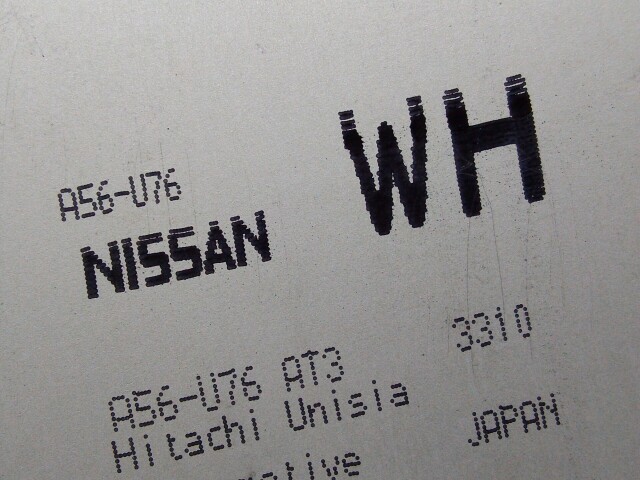 WH
A56-U76
NISSAN
3310
A56-U76 AT3
Hitachi Unisia
JAPAN